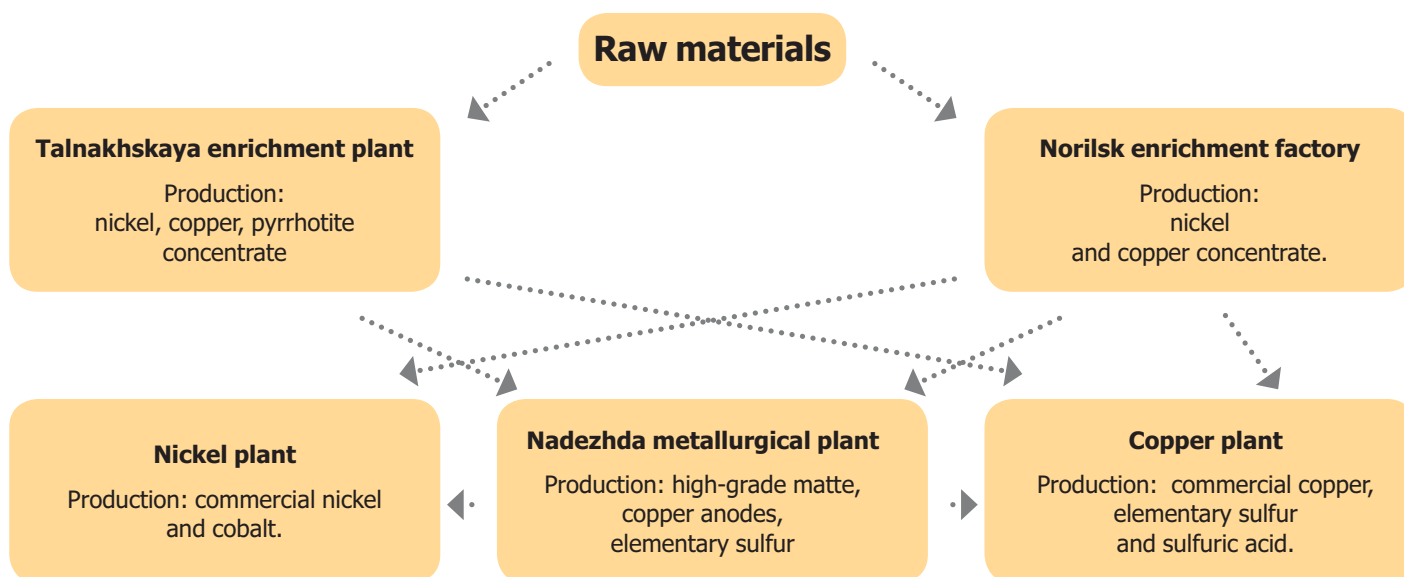 Raw materials
Talnakhskaya enrichment plant
Production:
nickel, copper, pyrrhotite
concentrate
Norilsk enrichment factory
Production:
nickel
and copper concentrate.
Nickel plant
Production: commercial nickel
and cobalt.
Nadezhda metallurgical plant
Production: high-grade matte,
copper anodes,
elementary sulfur
Copper plant
Production:  commercial copper,
elementary sulfur
and sulfuric acid.